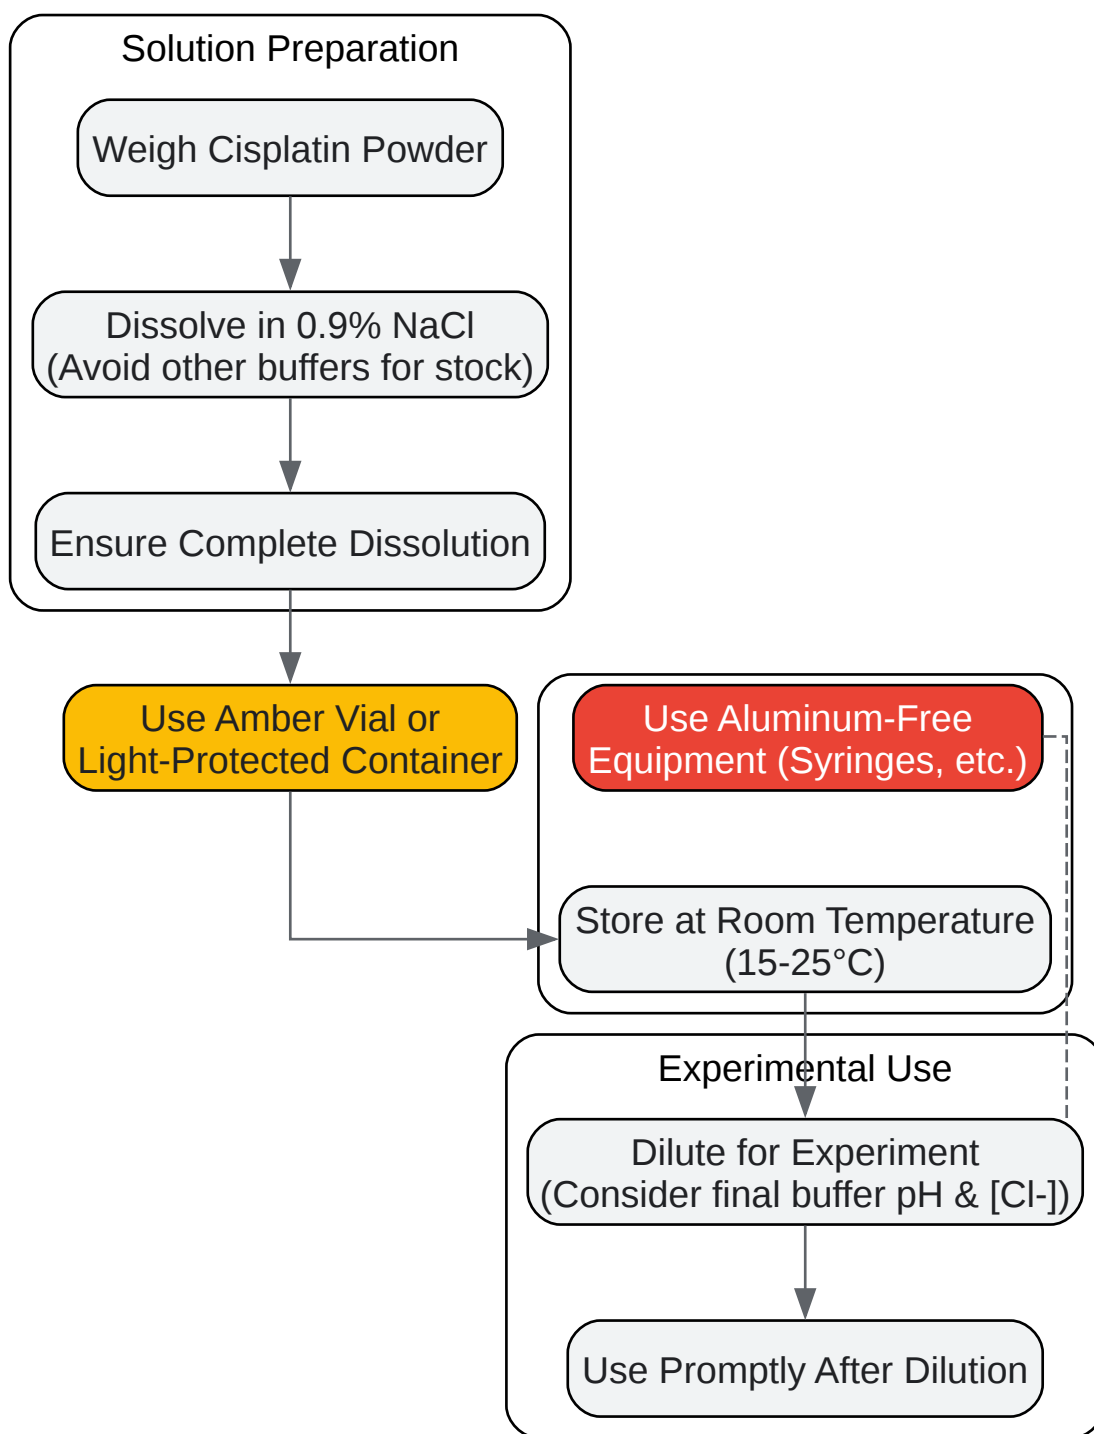 Solution Preparation
Weigh Cisplatin Powder
Dissolve in 0.9% NaCl
(Avoid other buffers for stock)
Ensure Complete Dissolution
Use Amber Vial or
Light-Protected Container
Use Aluminum-Free
Equipment (Syringes, etc.)
Store at Room Temperature
(15-25°C)
Experimental Use
Dilute for Experiment
(Consider final buffer pH & [Cl-])
Use Promptly After Dilution